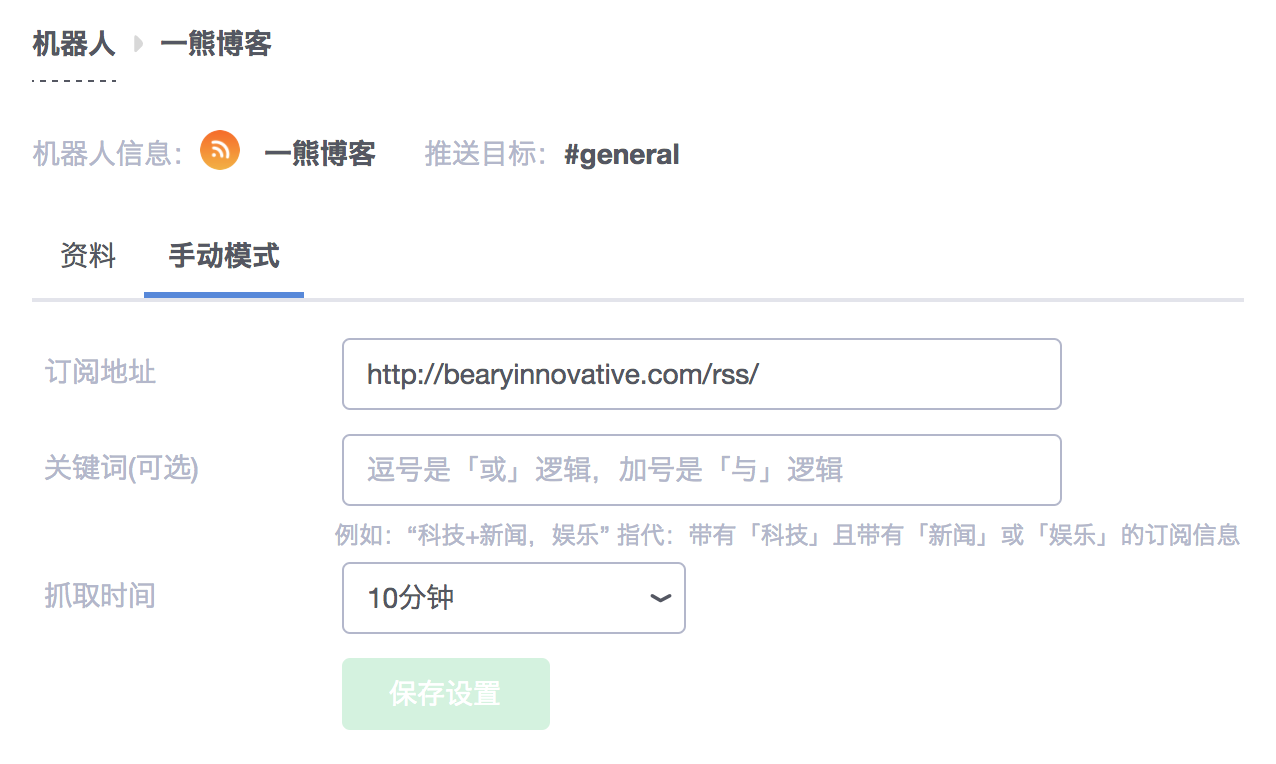 机器人 一熊博客
机器人信息： 一熊博客 推送目标： #general
资料 手动模式
订阅地址 http://bearyinnovative.com/rss/
关键词(可选) 逗号是「或」逻辑，加号是「与」逻辑
例如：“科技+新闻，娱乐” 指代：带有「科技」且带有「新闻」或「娱乐」的订阅信息
抓取时间 10分钟
保存设置